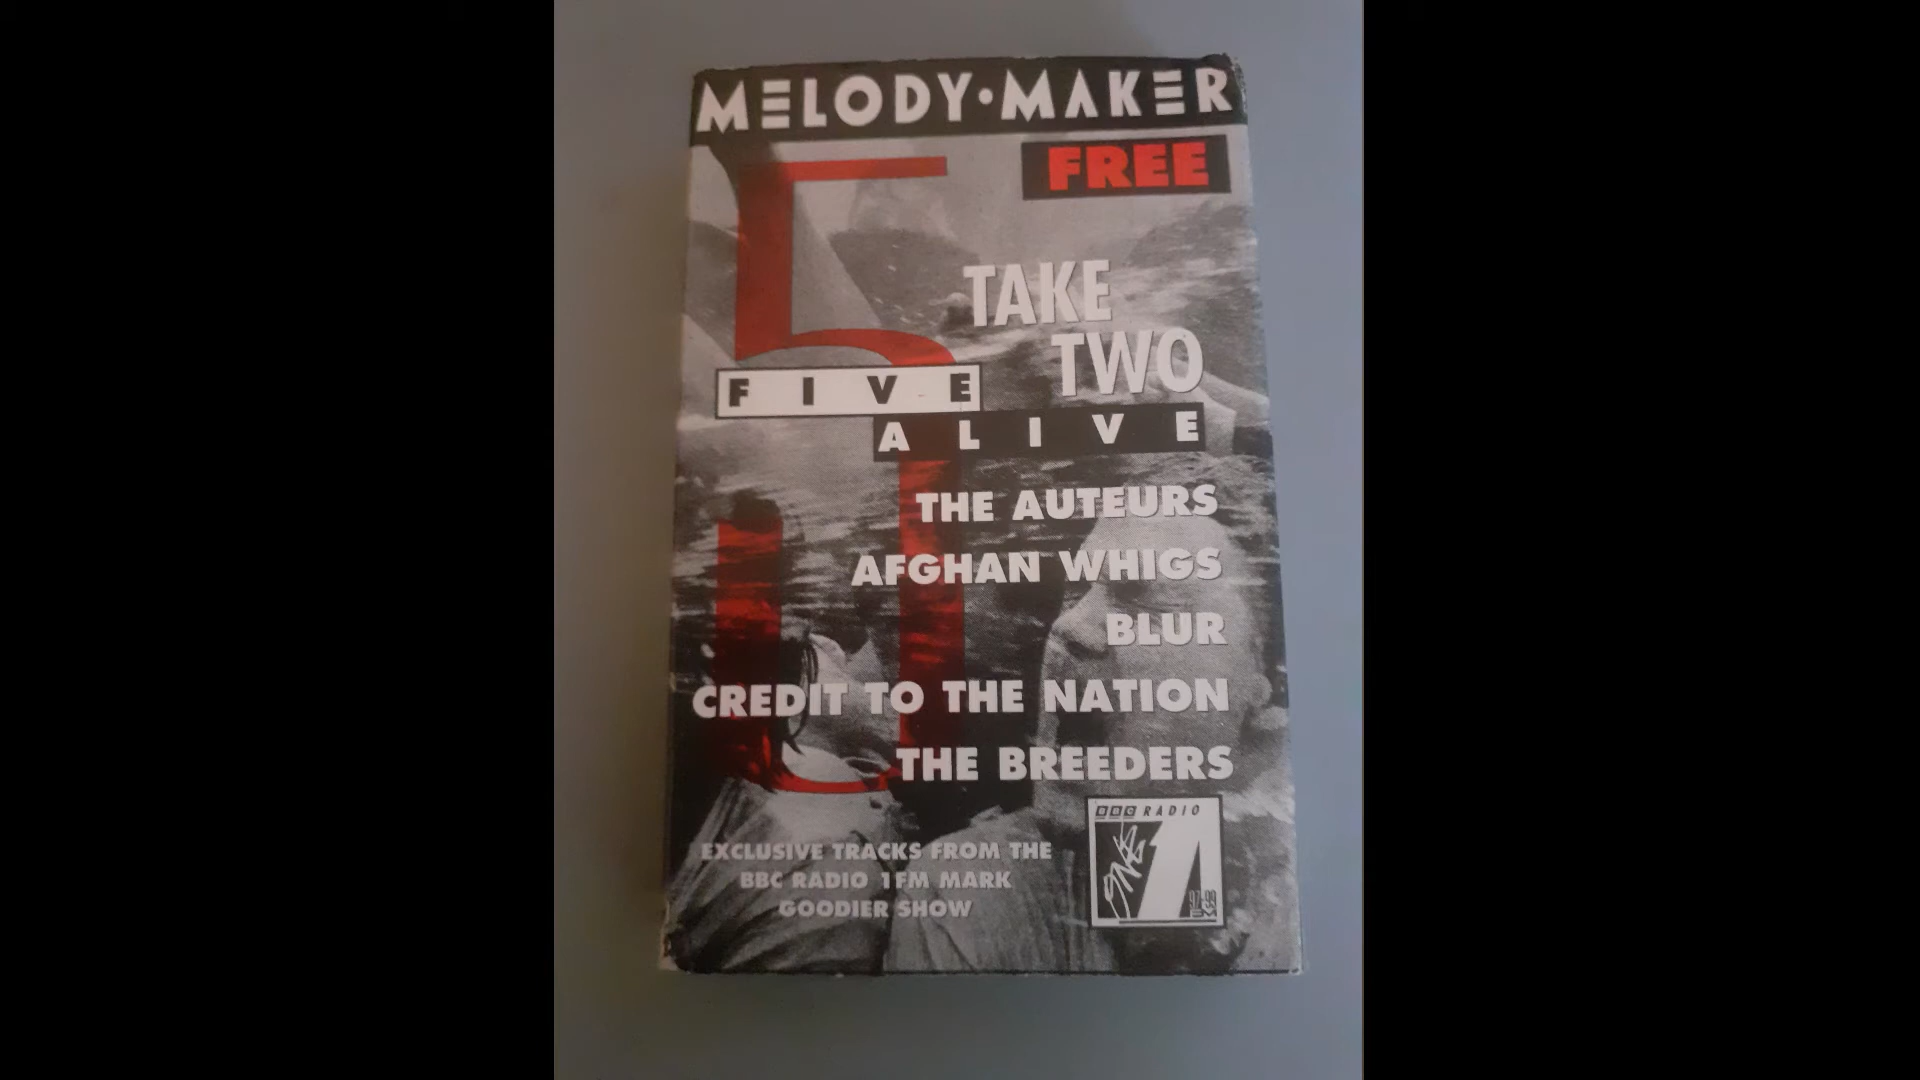 MELODY·MAKER
FREE
TAKE
TWO
FIVE
ALIVE
THE AUTEURS
AFGHAN WHIGS
BLUR
CREDIT TO THE NATION
THE BREEDERS
EXCLUSIVE TRACKS FROM THE
BBC RADIO 1FM MARK
GOODIER SHOW
BBC RADIO
1